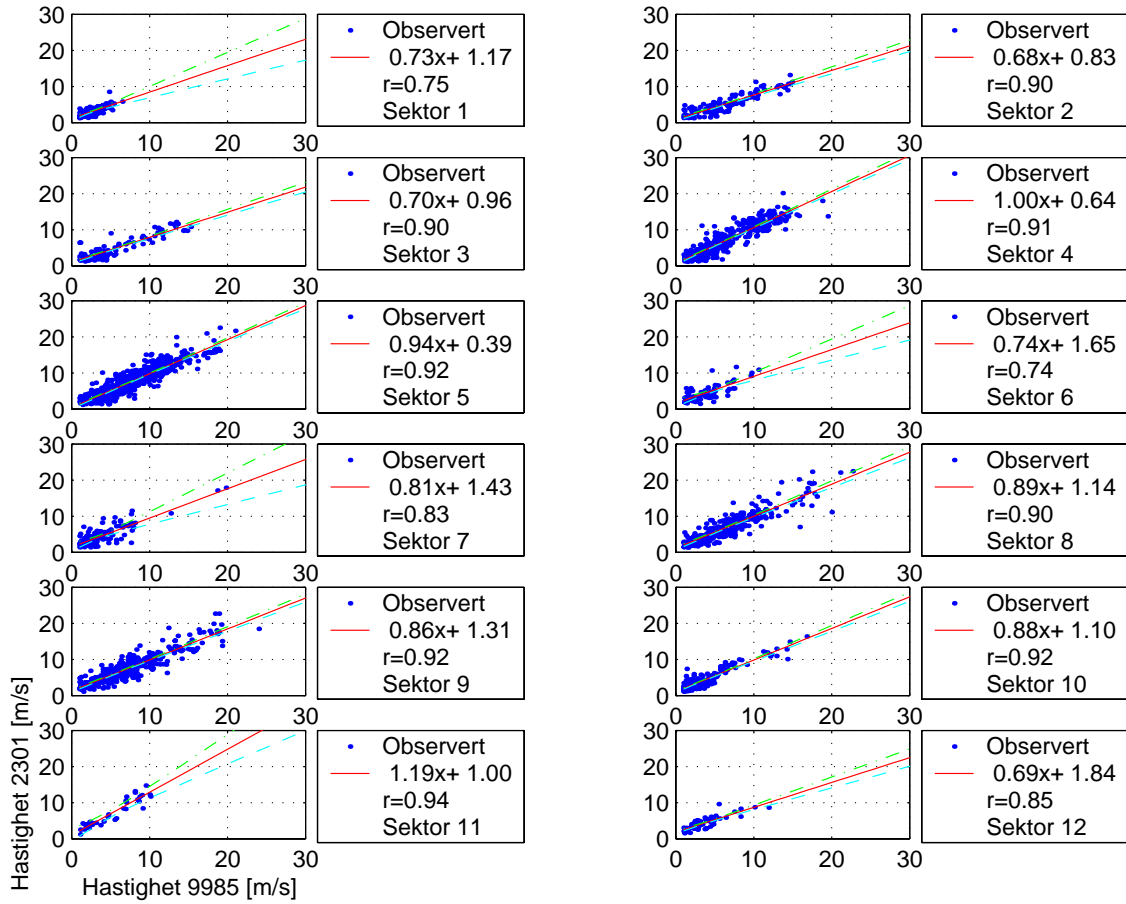 30
20
10
0
0 10 20 30
Observert
0.73x+ 1.17
r=0.75
Sektor 1
30
20
10
0
0 10 20 30
Observert
0.68x+ 0.83
r=0.90
Sektor 2
30
20
10
0
0 10 20 30
Observert
0.70x+ 0.96
r=0.90
Sektor 3
30
20
10
0
0 10 20 30
Observert
1.00x+ 0.64
r=0.91
Sektor 4
30
20
10
0
0 10 20 30
Observert
0.94x+ 0.39
r=0.92
Sektor 5
30
20
10
0
0 10 20 30
Observert
0.74x+ 1.65
r=0.74
Sektor 6
30
20
10
0
0 10 20 30
Observert
0.81x+ 1.43
r=0.83
Sektor 7
30
20
10
0
0 10 20 30
Observert
0.89x+ 1.14
r=0.90
Sektor 8
30
20
10
0
0 10 20 30
Observert
0.86x+ 1.31
r=0.92
Sektor 9
30
20
10
0
0 10 20 30
Observert
0.88x+ 1.10
r=0.92
Sektor 10
Hastighet 2301 [m/s]
30
20
10
0
0 10 20 30
Hastighet 9985 [m/s]
Observert
1.19x+ 1.00
r=0.94
Sektor 11
30
20
10
0
0 10 20 30
Observert
0.69x+ 1.84
r=0.85
Sektor 12